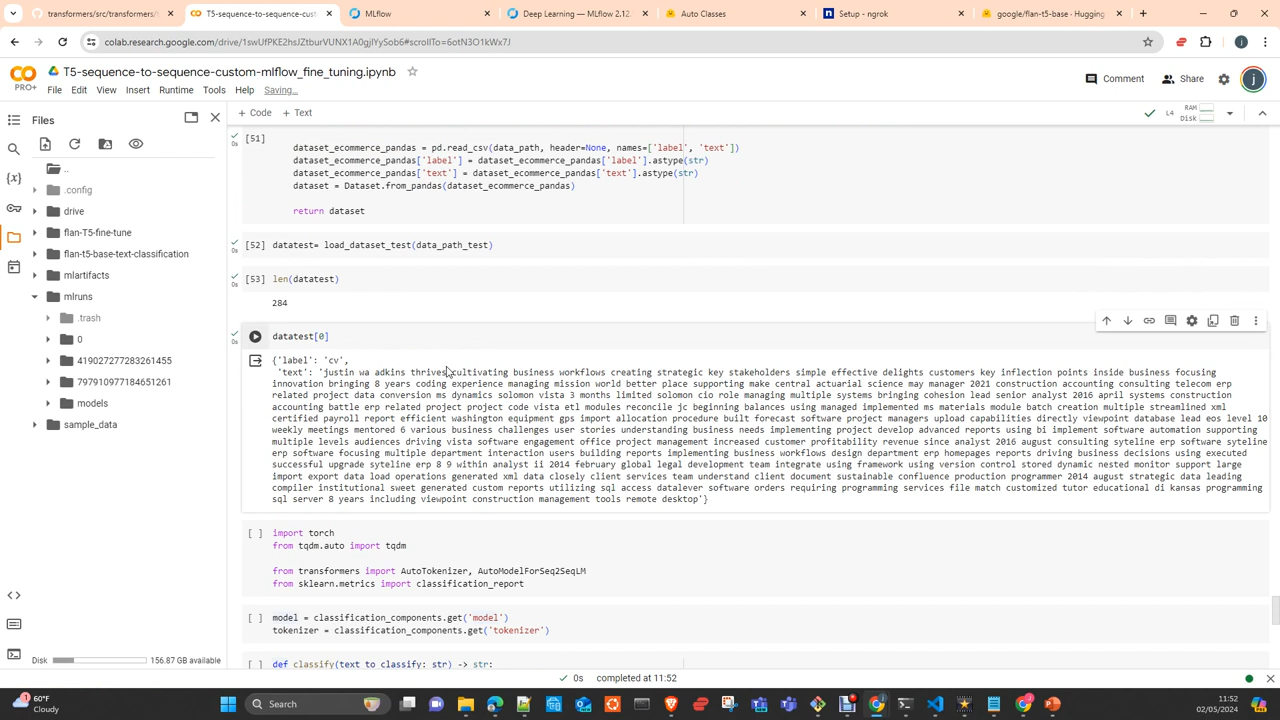 transformers/src/transformers/
T5-sequence-to-sequence-cust
MLflow
Deep Learning — MLflow 2.12.
Auto Classes
Setup - ngrok
google/flan-t5-base · Hugging
colab.research.google.com/drive/1swUfPKE2hsJZtburVUNX1A0gjlYySob6#scrollTo=6otN3O1kWx7J
T5-sequence-to-sequence-custom-mlflow_fine_tuning.ipynb
PRO+
File Edit View Insert Runtime Tools Help Saving...
Comment
Share
j
Files
+ Code + Text
L4
RAM
Disk
..
.config
drive
flan-T5-fine-tune
flan-t5-base-text-classification
mlartifacts
mlruns
.trash
0
419027277283261455
797910977184651261
models
sample_data
Disk
156.87 GB available
[51]
0s
dataset_ecommerce_pandas = pd.read_csv(data_path, header=None, names=['label', 'text'])
dataset_ecommerce_pandas['label'] = dataset_ecommerce_pandas['label'].astype(str)
dataset_ecommerce_pandas['text'] = dataset_ecommerce_pandas['text'].astype(str)
dataset = Dataset.from_pandas(dataset_ecommerce_pandas)
return dataset
[52] datatest= load_dataset_test(data_path_test)
0s
[53] len(datatest)
0s
284
datatest[0]
0s
{'label': 'cv',
'text': 'justin wa adkins thrives cultivating business workflows creating strategic key stakeholders simple effective delights customers key inflection points inside business focusing
innovation bringing 8 years coding experience managing mission world better place supporting make central actuarial science may manager 2021 construction accounting consulting telecom erp
related project data conversion ms dynamics solomon vista 3 months limited solomon cio role managing multiple systems bringing cohesion lead senior analyst 2016 april systems construction
accounting battle erp related project project code vista etl modules reconcile jc beginning balances using managed implemented ms materials module batch creation multiple streamlined xml
certified payroll report efficient washington equipment gps import allocation procedure built forecast software project managers upload capabilities directly viewpoint database lead eos level 10
weekly meetings mentored 6 various business challenges user stories understanding business needs implementing project develop advanced reports using bi implement software automation supporting
multiple levels audiences driving vista software engagement office project management increased customer profitability revenue since analyst 2016 august consulting syteline erp software syteline
erp software focusing multiple department interaction users building reports implementing business workflows design department erp homepages reports driving business decisions using executed
successful upgrade syteline erp 8 9 within analyst ii 2014 february global legal development team integrate using framework using version control stored dynamic nested monitor support large
import export data load operations generated xml data closely client services team understand client document sustainable confluence production programmer 2014 august strategic data leading
compiler institutional sweet generated custom reports utilizing sql access datalever software orders requiring programming services file match customized tutor educational di kansas programming
sql server 8 years including viewpoint construction management tools remote desktop'}
[ ] import torch
from tqdm.auto import tqdm
from transformers import AutoTokenizer, AutoModelForSeq2SeqLM
from sklearn.metrics import classification_report
[ ] model = classification_components.get('model')
tokenizer = classification_components.get('tokenizer')
[ ] def classify(text to classify: str) -> str:
0s completed at 11:52
60°F
Cloudy
Search
11:52
02/05/2024